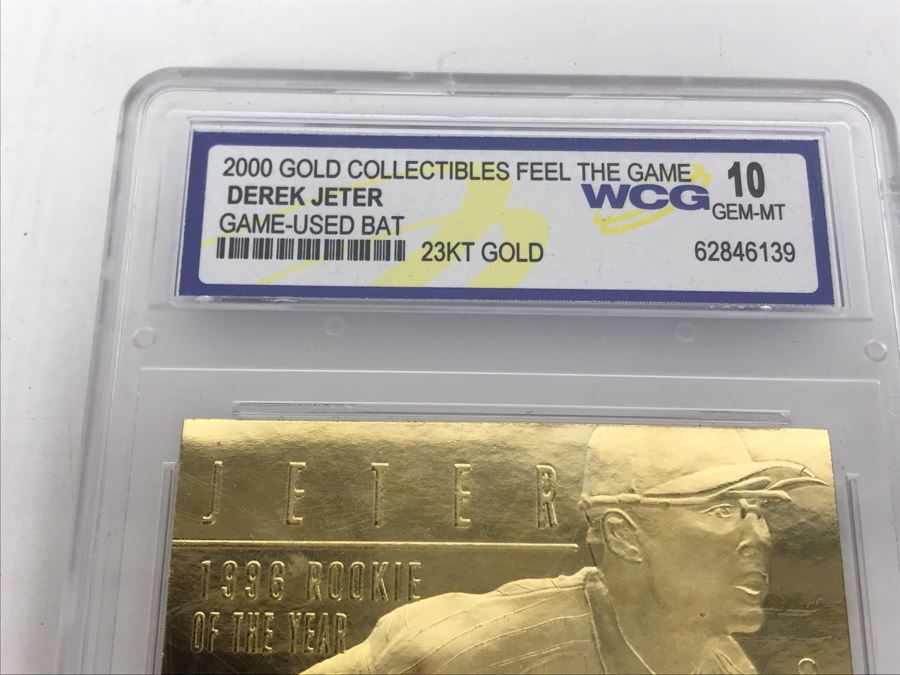 2000 GOLD COLLECTIBLES FEEL THE GAME
DEREK JETER
GAME-USED BAT
23KT GOLD
WCG
10
GEM-MT
62846139
JETER
1996 ROOKIE
OF THE YEAR